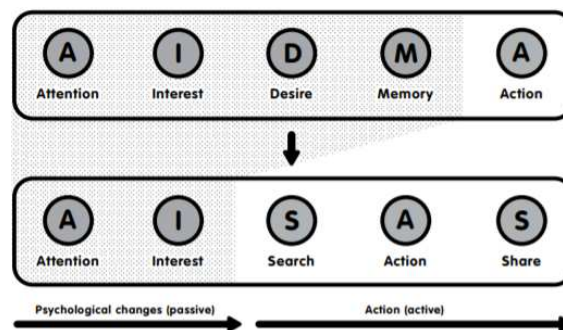 A I D M A
Attention Interest Desire Memory Action
A I S A S
Attention Interest Search Action Share
Psychological changes (passive) Action (active)